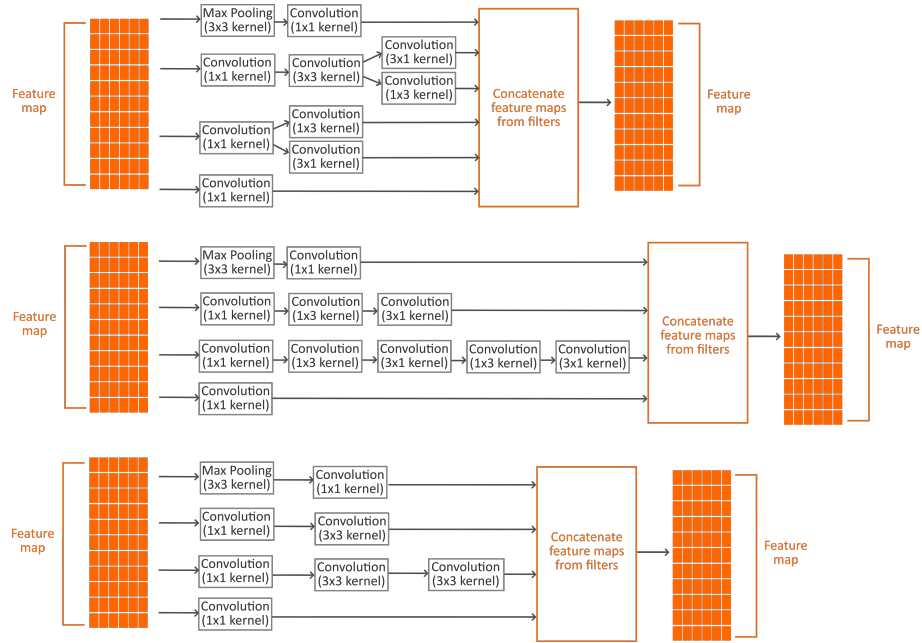 Max Pooling
(3x3 kernel)
Convolution
(1x1 kernel)
Convolution
(1x1 kernel)
Convolution
(3x3 kernel)
Convolution
(3x1 kernel)
Convolution
(1x3 kernel)
Feature
map
Convolution
(1x1 kernel)
Convolution
(1x3 kernel)
Convolution
(3x1 kernel)
Convolution
(1x1 kernel)
Concatenate
feature maps
from filters
Feature
map
Max Pooling
(3x3 kernel)
Convolution
(1x1 kernel)
Convolution
(1x1 kernel)
Convolution
(1x3 kernel)
Convolution
(3x1 kernel)
Feature
map
Convolution
(1x1 kernel)
Convolution
(1x3 kernel)
Convolution
(3x1 kernel)
Convolution
(1x3 kernel)
Convolution
(3x1 kernel)
Convolution
(1x1 kernel)
Concatenate
feature maps
from filters
Feature
map
Max Pooling
(3x3 kernel)
Convolution
(1x1 kernel)
Convolution
(1x1 kernel)
Convolution
(3x3 kernel)
Feature
map
Convolution
(1x1 kernel)
Convolution
(3x3 kernel)
Convolution
(3x3 kernel)
Convolution
(1x1 kernel)
Concatenate
feature maps
from filters
Feature
map